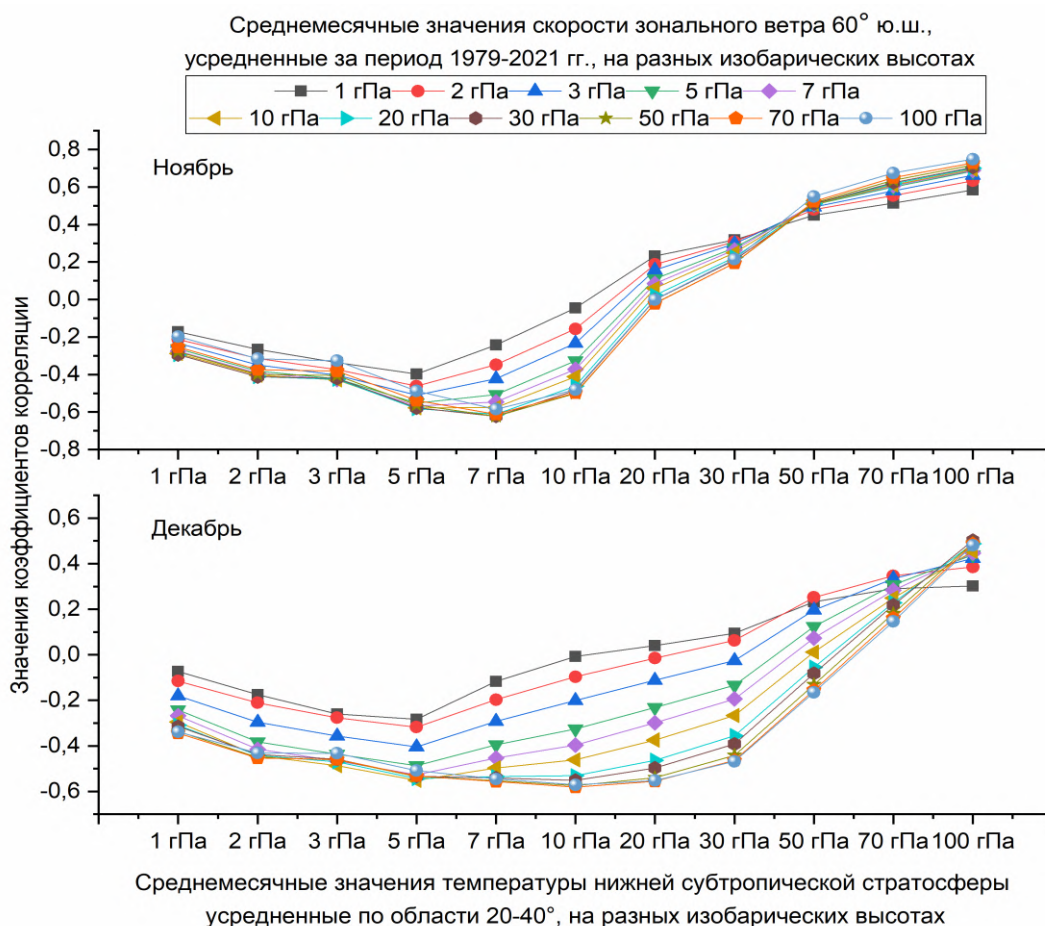 Среднемесячные значения скорости зонального ветра 60° ю.ш.,
усредненные за период 1979-2021 гг., на разных изобарических высотах
1 гПа 2 гПа 3 гПа 5 гПа 7 гПа
10 гПа 20 гПа 30 гПа 50 гПа 70 гПа 100 гПа
Значения коэффициентов корреляции
Ноябрь
0,8
0,6
0,4
0,2
0,0
-0,2
-0,4
-0,6
-0,8
1 гПа 2 гПа 3 гПа 5 гПа 7 гПа 10 гПа 20 гПа 30 гПа 50 гПа 70 гПа 100 гПа
Декабрь
0,6
0,4
0,2
0,0
-0,2
-0,4
-0,6
1 гПа 2 гПа 3 гПа 5 гПа 7 гПа 10 гПа 20 гПа 30 гПа 50 гПа 70 гПа 100 гПа
Среднемесячные значения температуры нижней субтропической стратосферы
усредненные по области 20-40°, на разных изобарических высотах